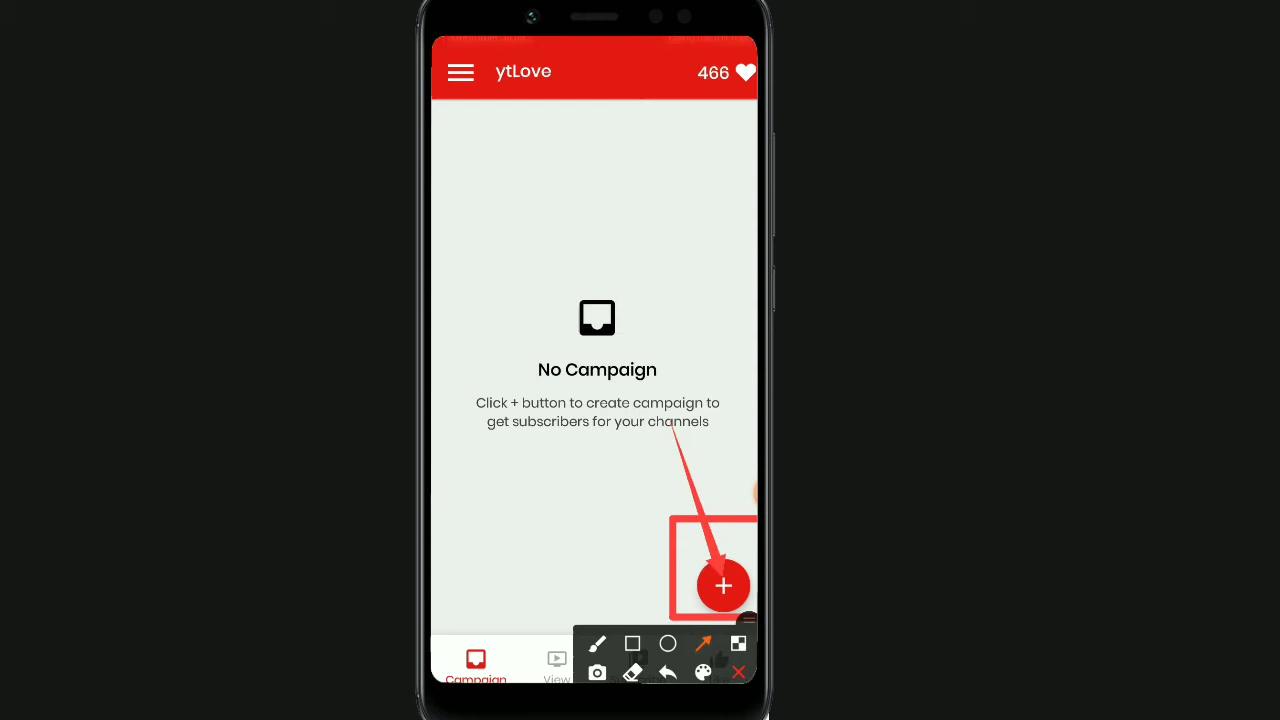 ytLove
466
No Campaign
Click + button to create campaign to
get subscribers for your channels
Campaign
View